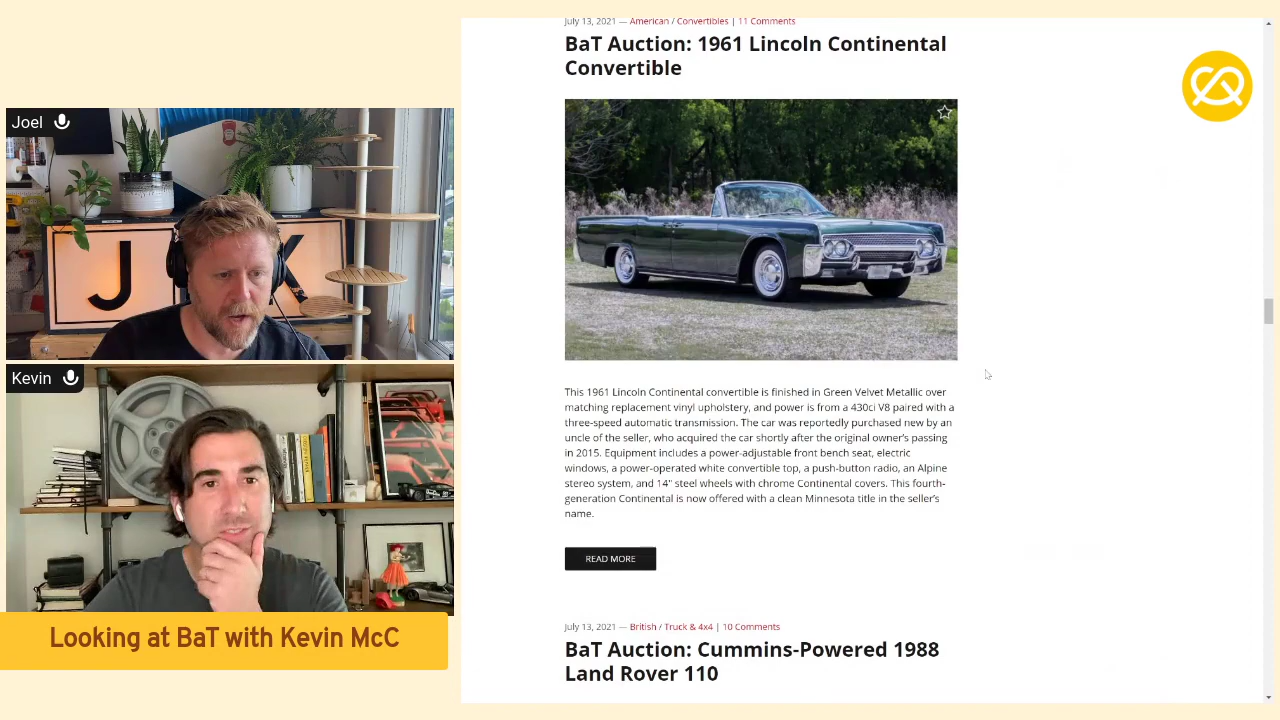 Joel
J K
Kevin
Looking at BaT with Kevin McC
July 13, 2021 — American / Convertibles | 11 Comments
BaT Auction: 1961 Lincoln Continental
Convertible
This 1961 Lincoln Continental convertible is finished in Green Velvet Metallic over
matching replacement vinyl upholstery, and power is from a 430ci V8 paired with a
three-speed automatic transmission. The car was reportedly purchased new by an
uncle of the seller, who acquired the car shortly after the original owner's passing
in 2015. Equipment includes a power-adjustable front bench seat, electric
windows, a power-operated white convertible top, a push-button radio, an Alpine
stereo system, and 14" steel wheels with chrome Continental covers. This fourth-
generation Continental is now offered with a clean Minnesota title in the seller's
name.
READ MORE
July 13, 2021 — British / Truck & 4x4 | 10 Comments
BaT Auction: Cummins-Powered 1988
Land Rover 110